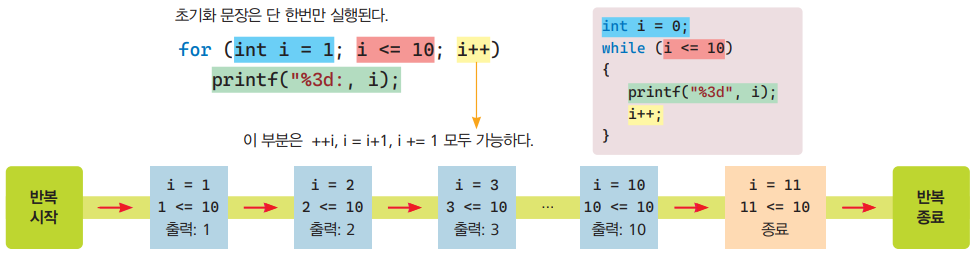 초기화 문장은 단 한번만 실행된다.
for (int i = 1; i <= 10; i++)
printf("%3d:, i);
이 부분은 ++i, i = i+1, i += 1 모두 가능하다.
int i = 0;
while (i <= 10)
{
printf("%3d", i);
i++;
}
반복
시작
i = 1
1 <= 10
출력: 1
i = 2
2 <= 10
출력: 2
i = 3
3 <= 10
출력: 3
...
i = 10
10 <= 10
출력: 10
i = 11
11 <= 10
종료
반복
종료